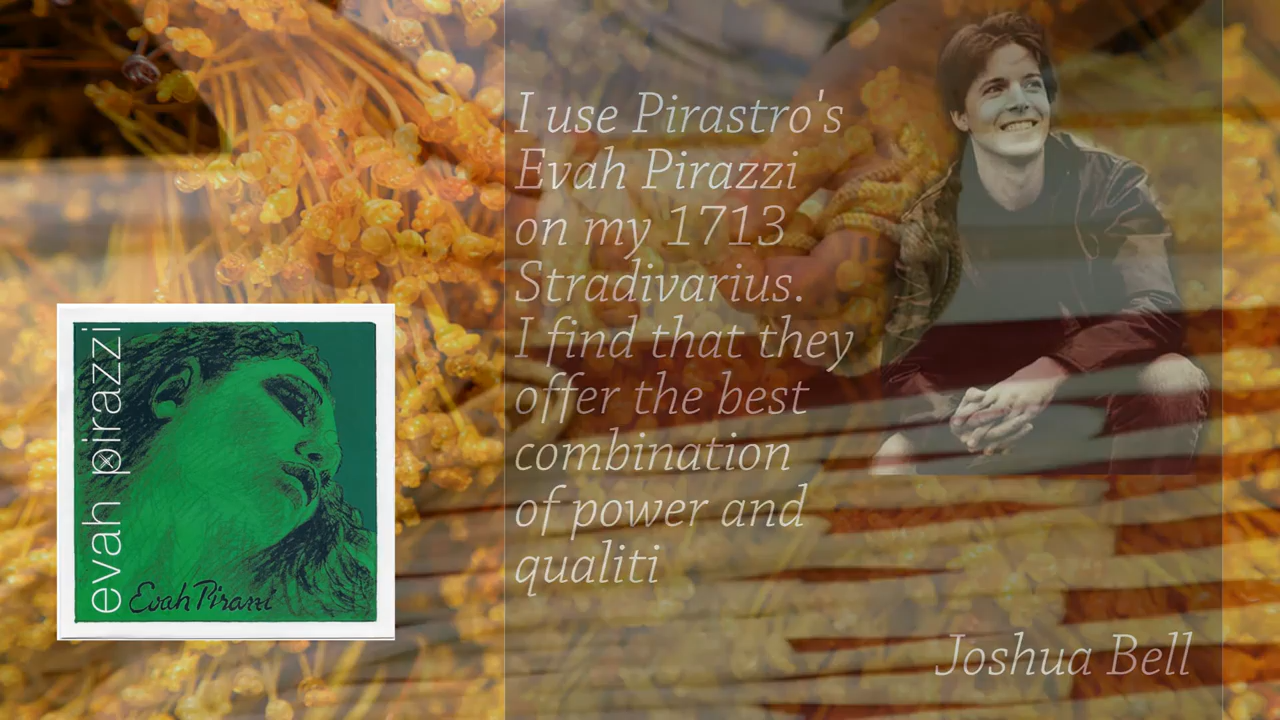 evah pirazzi
Evah Pirazzi
I use Pirastro's
Evah Pirazzi
on my 1713
Stradivarius.
I find that they
offer the best
combination
of power and
qualiti
Joshua Bell